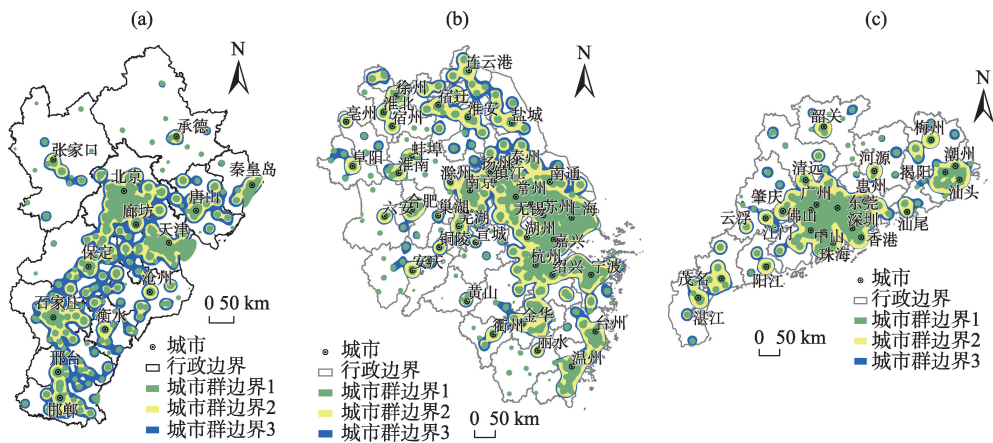 (a)
N
承德
张家口
北京
秦皇岛
唐山
廊坊
天津
保定
沧州
石家庄
衡水
邢台
邯郸
0 50 km
城市
行政边界
城市群边界1
城市群边界2
城市群边界3
(b)
N
连云港
徐州
宿迁
淮北
淮安
亳州
宿州
盐城
蚌埠
阜阳
淮南
扬州
泰州
滁州
镇江
南京
南通
常州
合肥
六安
巢湖
无锡
苏州
上海
芜湖
湖州
铜陵
宣城
嘉兴
杭州
安庆
绍兴
宁波
黄山
金华
衢州
台州
丽水
温州
城市
行政边界
城市群边界1
城市群边界2
城市群边界3
0 50 km
(c)
N
韶关
梅州
潮州
清远
河源
揭阳
肇庆
广州
惠州
汕头
东莞
云浮
佛山
深圳
汕尾
江门
中山
香港
珠海
茂名
阳江
湛江
城市
行政边界
城市群边界1
城市群边界2
城市群边界3
0 50 km